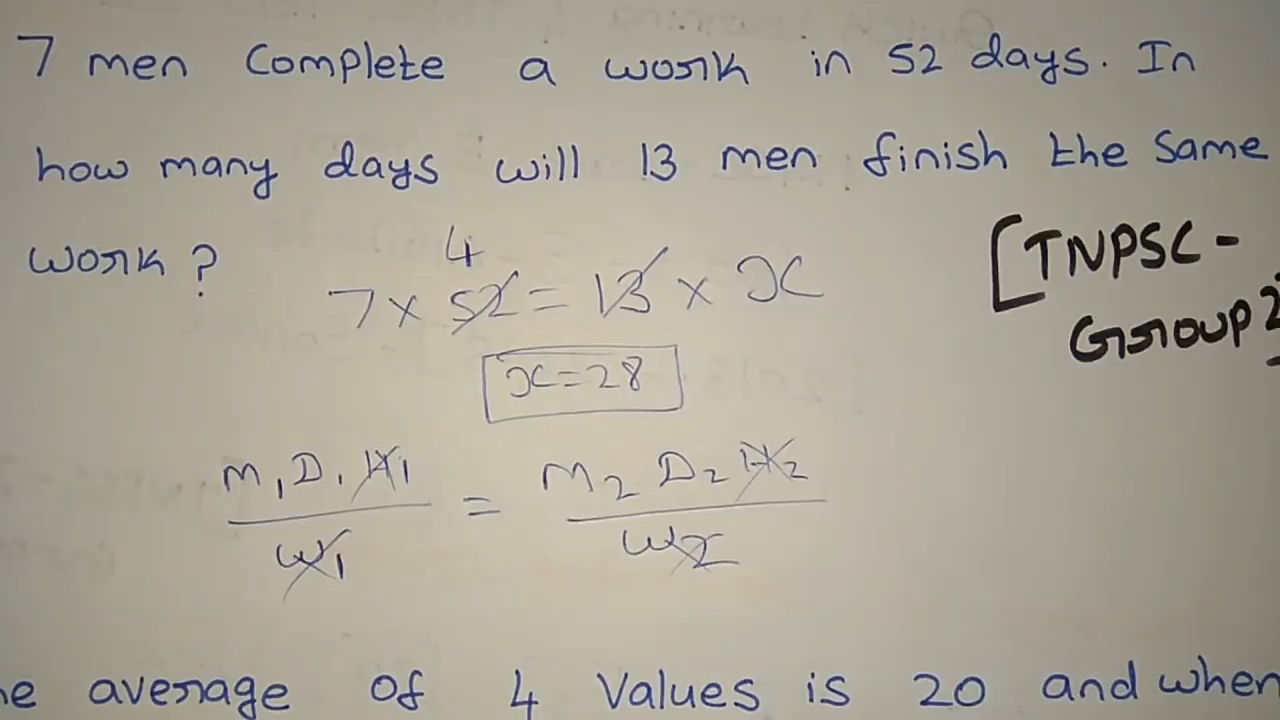 7 men Complete a work in 52 days. In
how many days will 13 men finish the Same
work?
[TNPSC-
Group 2
4
7 × 52 = 13 × x
x = 28
M1 D1 H1 = M2 D2 H2
W1 W2
average of 4 Values is 20 and when